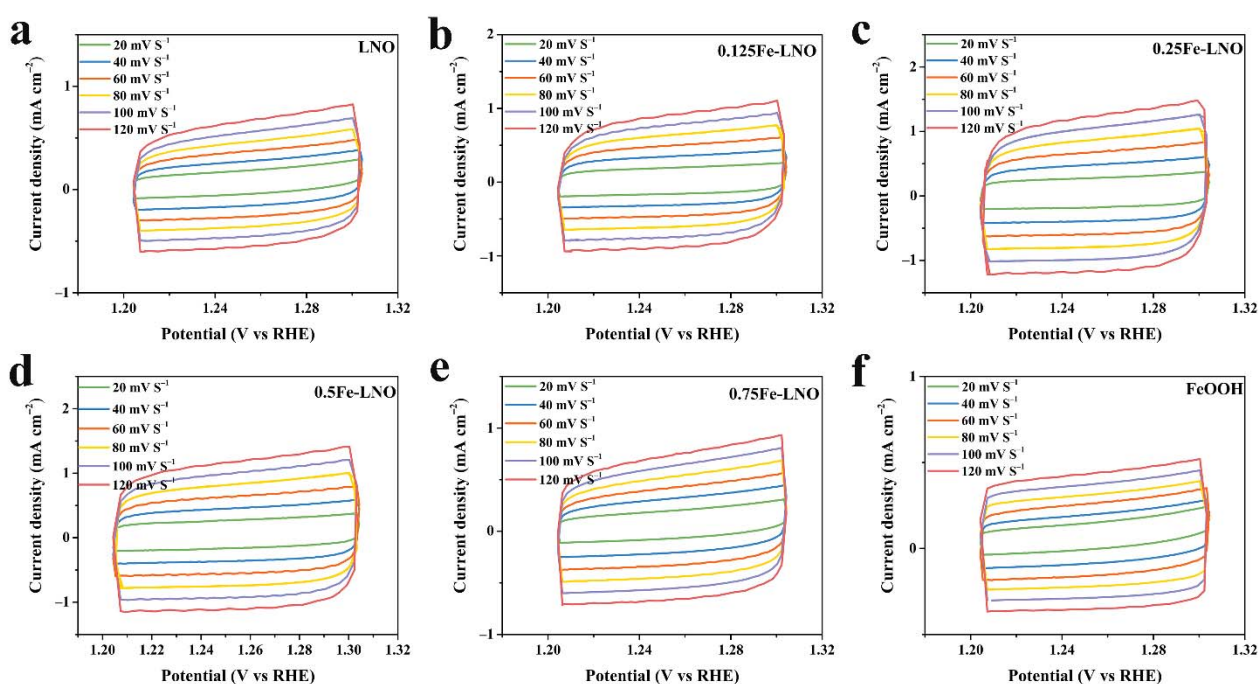 a
LNO
20 mV S⁻¹
40 mV S⁻¹
60 mV S⁻¹
80 mV S⁻¹
100 mV S⁻¹
120 mV S⁻¹
1
0
−1
Current density (mA cm⁻²)
1.20 1.24 1.28 1.32
Potential (V vs RHE)
b
0.125Fe-LNO
20 mV S⁻¹
40 mV S⁻¹
60 mV S⁻¹
80 mV S⁻¹
100 mV S⁻¹
120 mV S⁻¹
2
1
0
−1
Current density (mA cm⁻²)
1.20 1.24 1.28 1.32
Potential (V vs RHE)
c
0.25Fe-LNO
20 mV S⁻¹
40 mV S⁻¹
60 mV S⁻¹
80 mV S⁻¹
100 mV S⁻¹
120 mV S⁻¹
2
1
0
−1
Current density (mA cm⁻²)
1.20 1.24 1.28 1.32
Potential (V vs RHE)
d
0.5Fe-LNO
20 mV S⁻¹
40 mV S⁻¹
60 mV S⁻¹
80 mV S⁻¹
100 mV S⁻¹
120 mV S⁻¹
2
1
0
−1
Current density (mA cm⁻²)
1.20 1.22 1.24 1.26 1.28 1.30 1.32
Potential (V vs RHE)
e
0.75Fe-LNO
20 mV S⁻¹
40 mV S⁻¹
60 mV S⁻¹
80 mV S⁻¹
100 mV S⁻¹
120 mV S⁻¹
1
0
−1
Current density (mA cm⁻²)
1.20 1.24 1.28 1.32
Potential (V vs RHE)
f
FeOOH
20 mV S⁻¹
40 mV S⁻¹
60 mV S⁻¹
80 mV S⁻¹
100 mV S⁻¹
120 mV S⁻¹
1
0
Current density (mA cm⁻²)
1.20 1.24 1.28 1.32
Potential (V vs RHE)